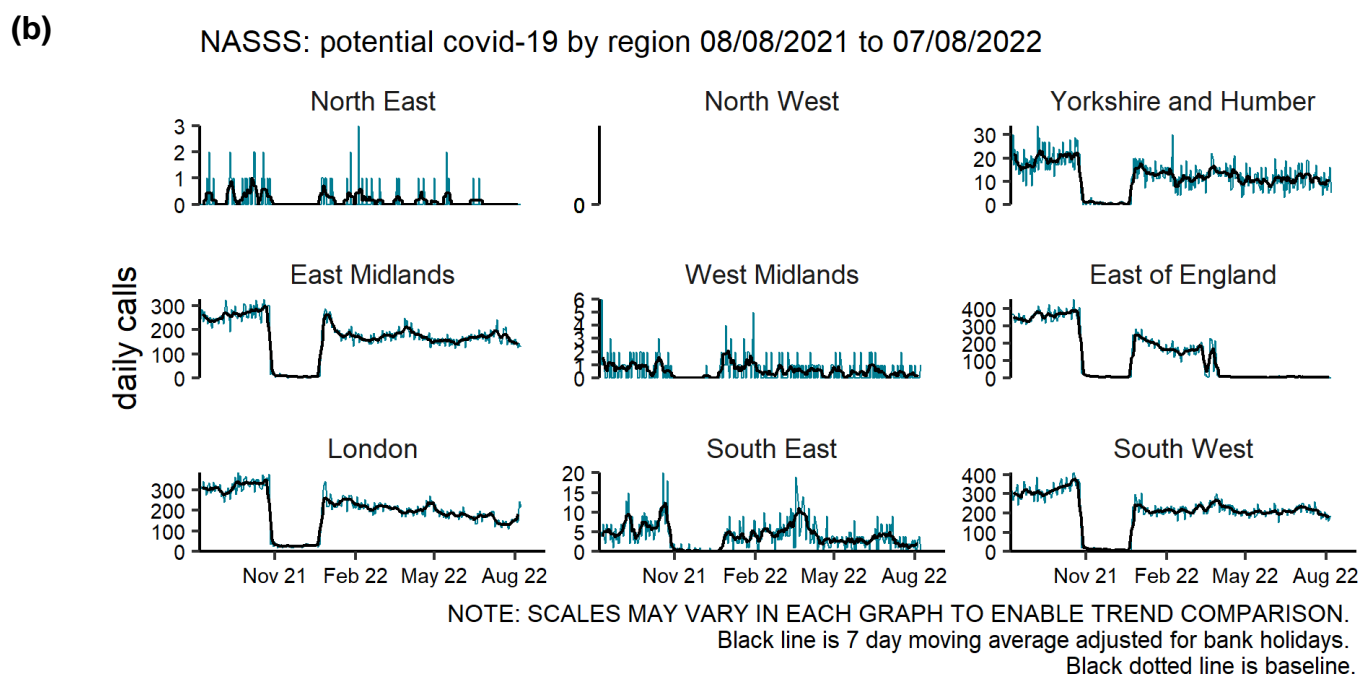 (b)
NASSS: potential covid-19 by region 08/08/2021 to 07/08/2022
North East
North West
Yorkshire and Humber
3
2
1
0
0
30
20
10
0
daily calls
East Midlands
West Midlands
East of England
300
200
100
0
6
5
4
3
2
1
0
400
300
200
100
0
London
South East
South West
300
200
100
0
20
15
10
5
0
400
300
200
100
0
Nov 21 Feb 22 May 22 Aug 22
Nov 21 Feb 22 May 22 Aug 22
Nov 21 Feb 22 May 22 Aug 22
NOTE: SCALES MAY VARY IN EACH GRAPH TO ENABLE TREND COMPARISON.
Black line is 7 day moving average adjusted for bank holidays.
Black dotted line is baseline.